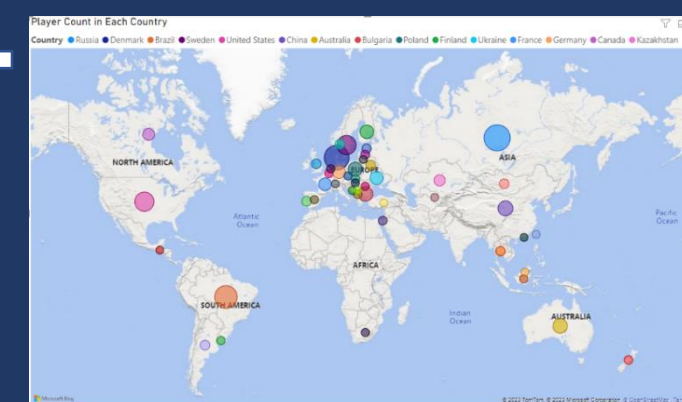 Player Count in Each Country
Country Russia Denmark Brazil Sweden United States China Australia Bulgaria Poland Finland Ukraine France Germany Canada Kazakhstan
NORTH AMERICA
EUROPE
ASIA
Atlantic
Ocean
Pacific
Ocean
AFRICA
SOUTH AMERICA
Indian
Ocean
AUSTRALIA
Microsoft Bing
© 2023 TomTom, © 2023 Microsoft Corporation, © OpenStreetMap